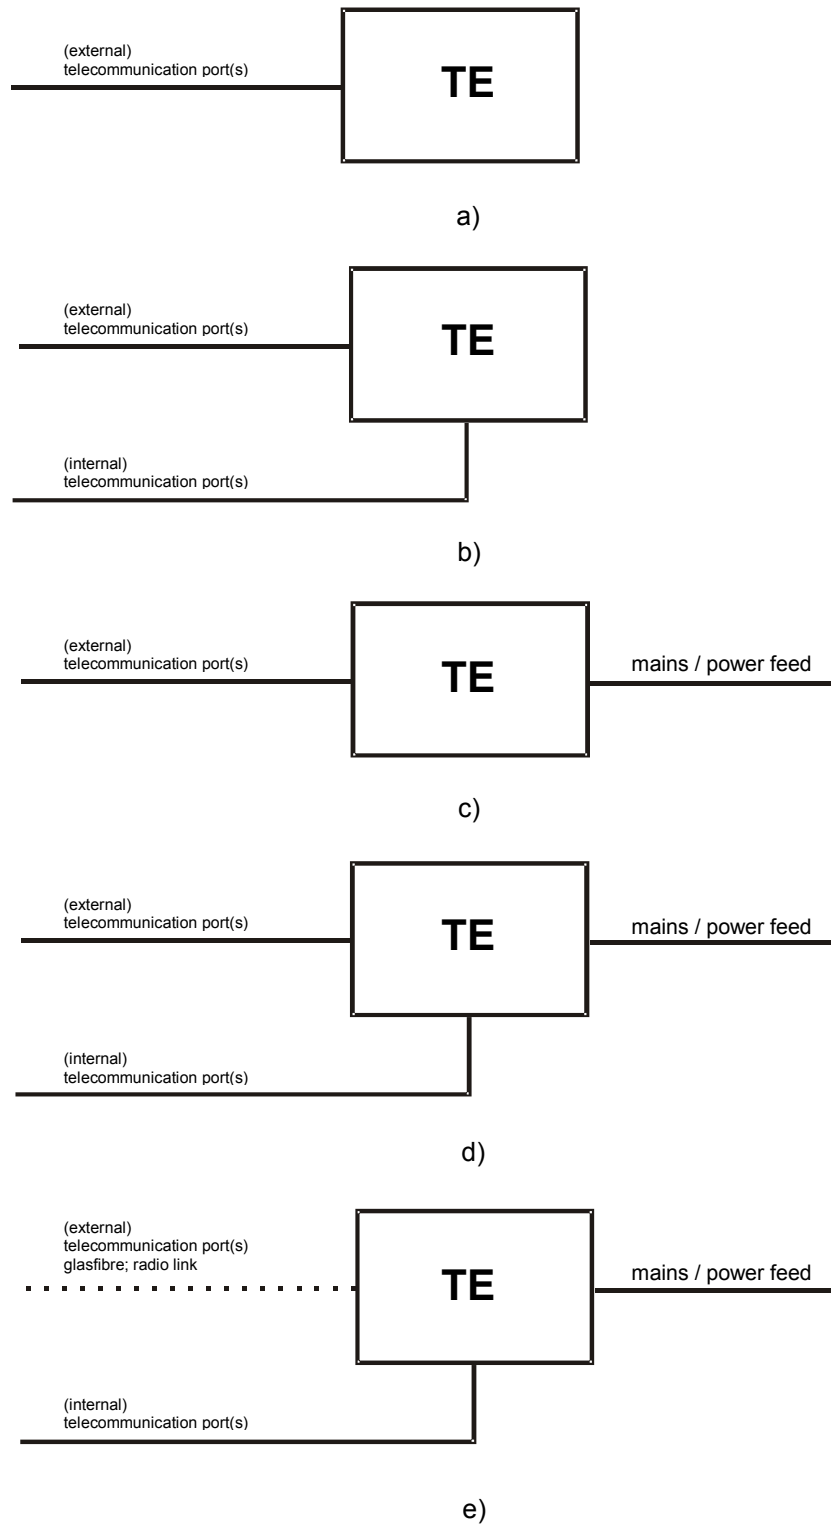 (external)
telecommunication port(s)
TE
a)
(external)
telecommunication port(s)
TE
(internal)
telecommunication port(s)
b)
(external)
telecommunication port(s)
TE
mains / power feed
c)
(external)
telecommunication port(s)
TE
mains / power feed
(internal)
telecommunication port(s)
d)
(external)
telecommunication port(s)
glasfibre; radio link
TE
mains / power feed
(internal)
telecommunication port(s)
e)